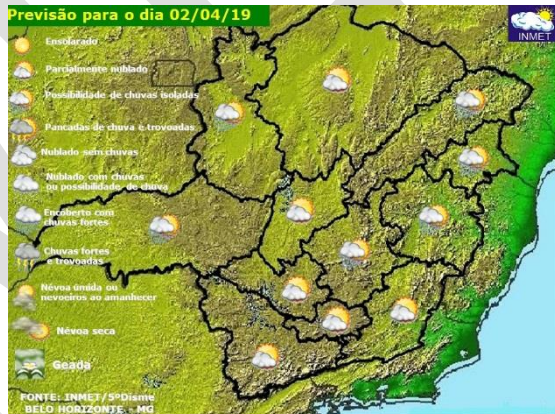 Previsão para o dia 02/04/19
INMET
Ensolarado
Parcialmente nublado
Possibilidade de chuvas isoladas
Pancadas de chuva e trovoadas
Nublado sem chuvas
Nublado com chuvas
ou possibilidade de chuva
Encoberto com
chuvas fortes
Chuvas fortes
e trovoadas
Névoa úmida ou
nevoeiros ao amanhecer
Névoa seca
Geada
FONTE: INMET/5ºDisme
BELO HORIZONTE - MG